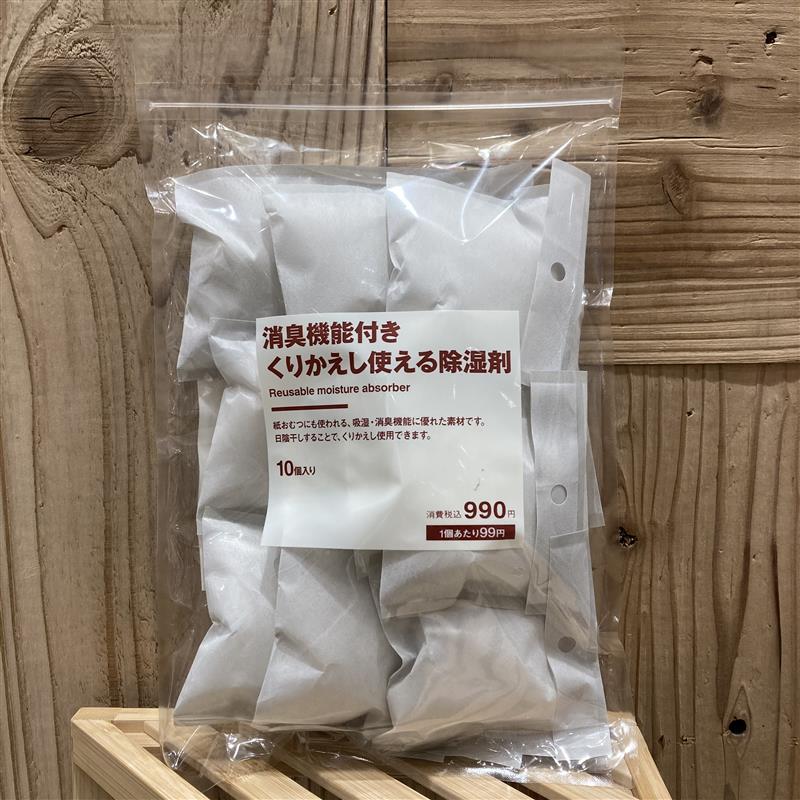 消臭機能付き
くりかえし使える除湿剤
Reusable moisture absorber
紙おむつにも使われる、吸湿・消臭機能に優れた素材です。
日陰干しすることで、くりかえし使用できます。
10個入り
消費税込990円
1個あたり99円